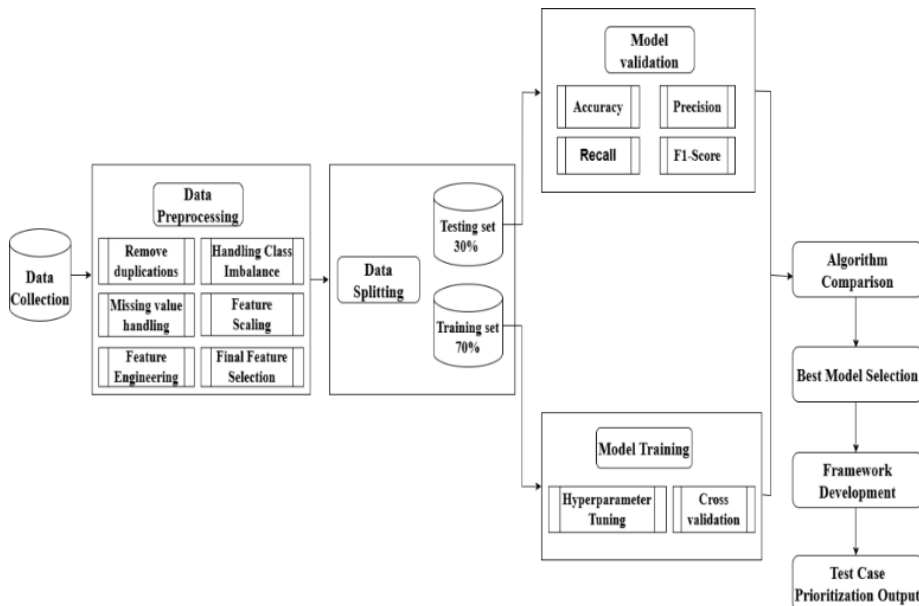 Data
Collection
Data
Preprocessing
Remove
duplications
Handling Class
Imbalance
Missing value
handling
Feature
Scaling
Feature
Engineering
Final Feature
Selection
Data
Splitting
Testing set
30%
Training set
70%
Model
validation
Accuracy
Precision
Recall
F1-Score
Model Training
Hyperparameter
Tuning
Cross
validation
Algorithm
Comparison
Best Model Selection
Framework
Development
Test Case
Prioritization Output